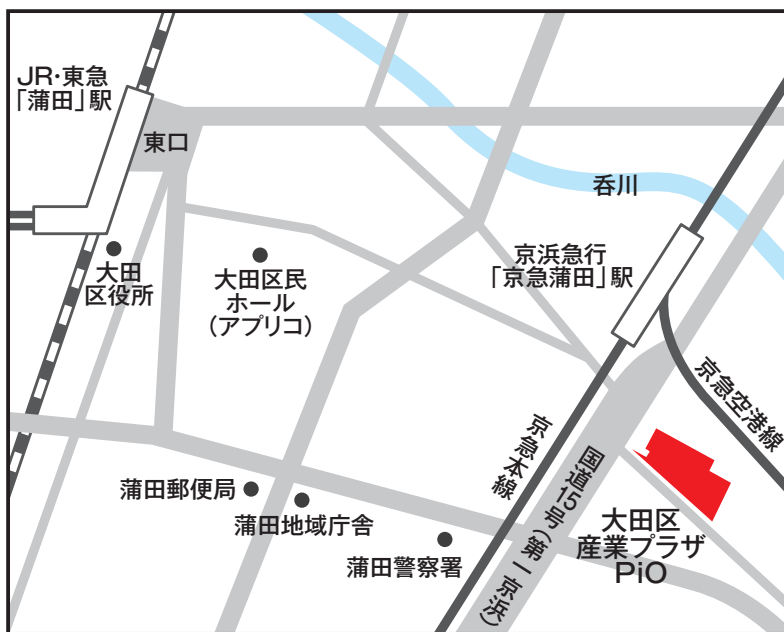 JR・東急
「蒲田」駅
東口
呑川
大田
区役所
大田区民
ホール
(アプリコ)
京浜急行
「京急蒲田」駅
京急空港線
京急本線
国道15号(第一京浜)
蒲田郵便局
蒲田地域庁舎
蒲田警察署
大田区
産業プラザ
PiO